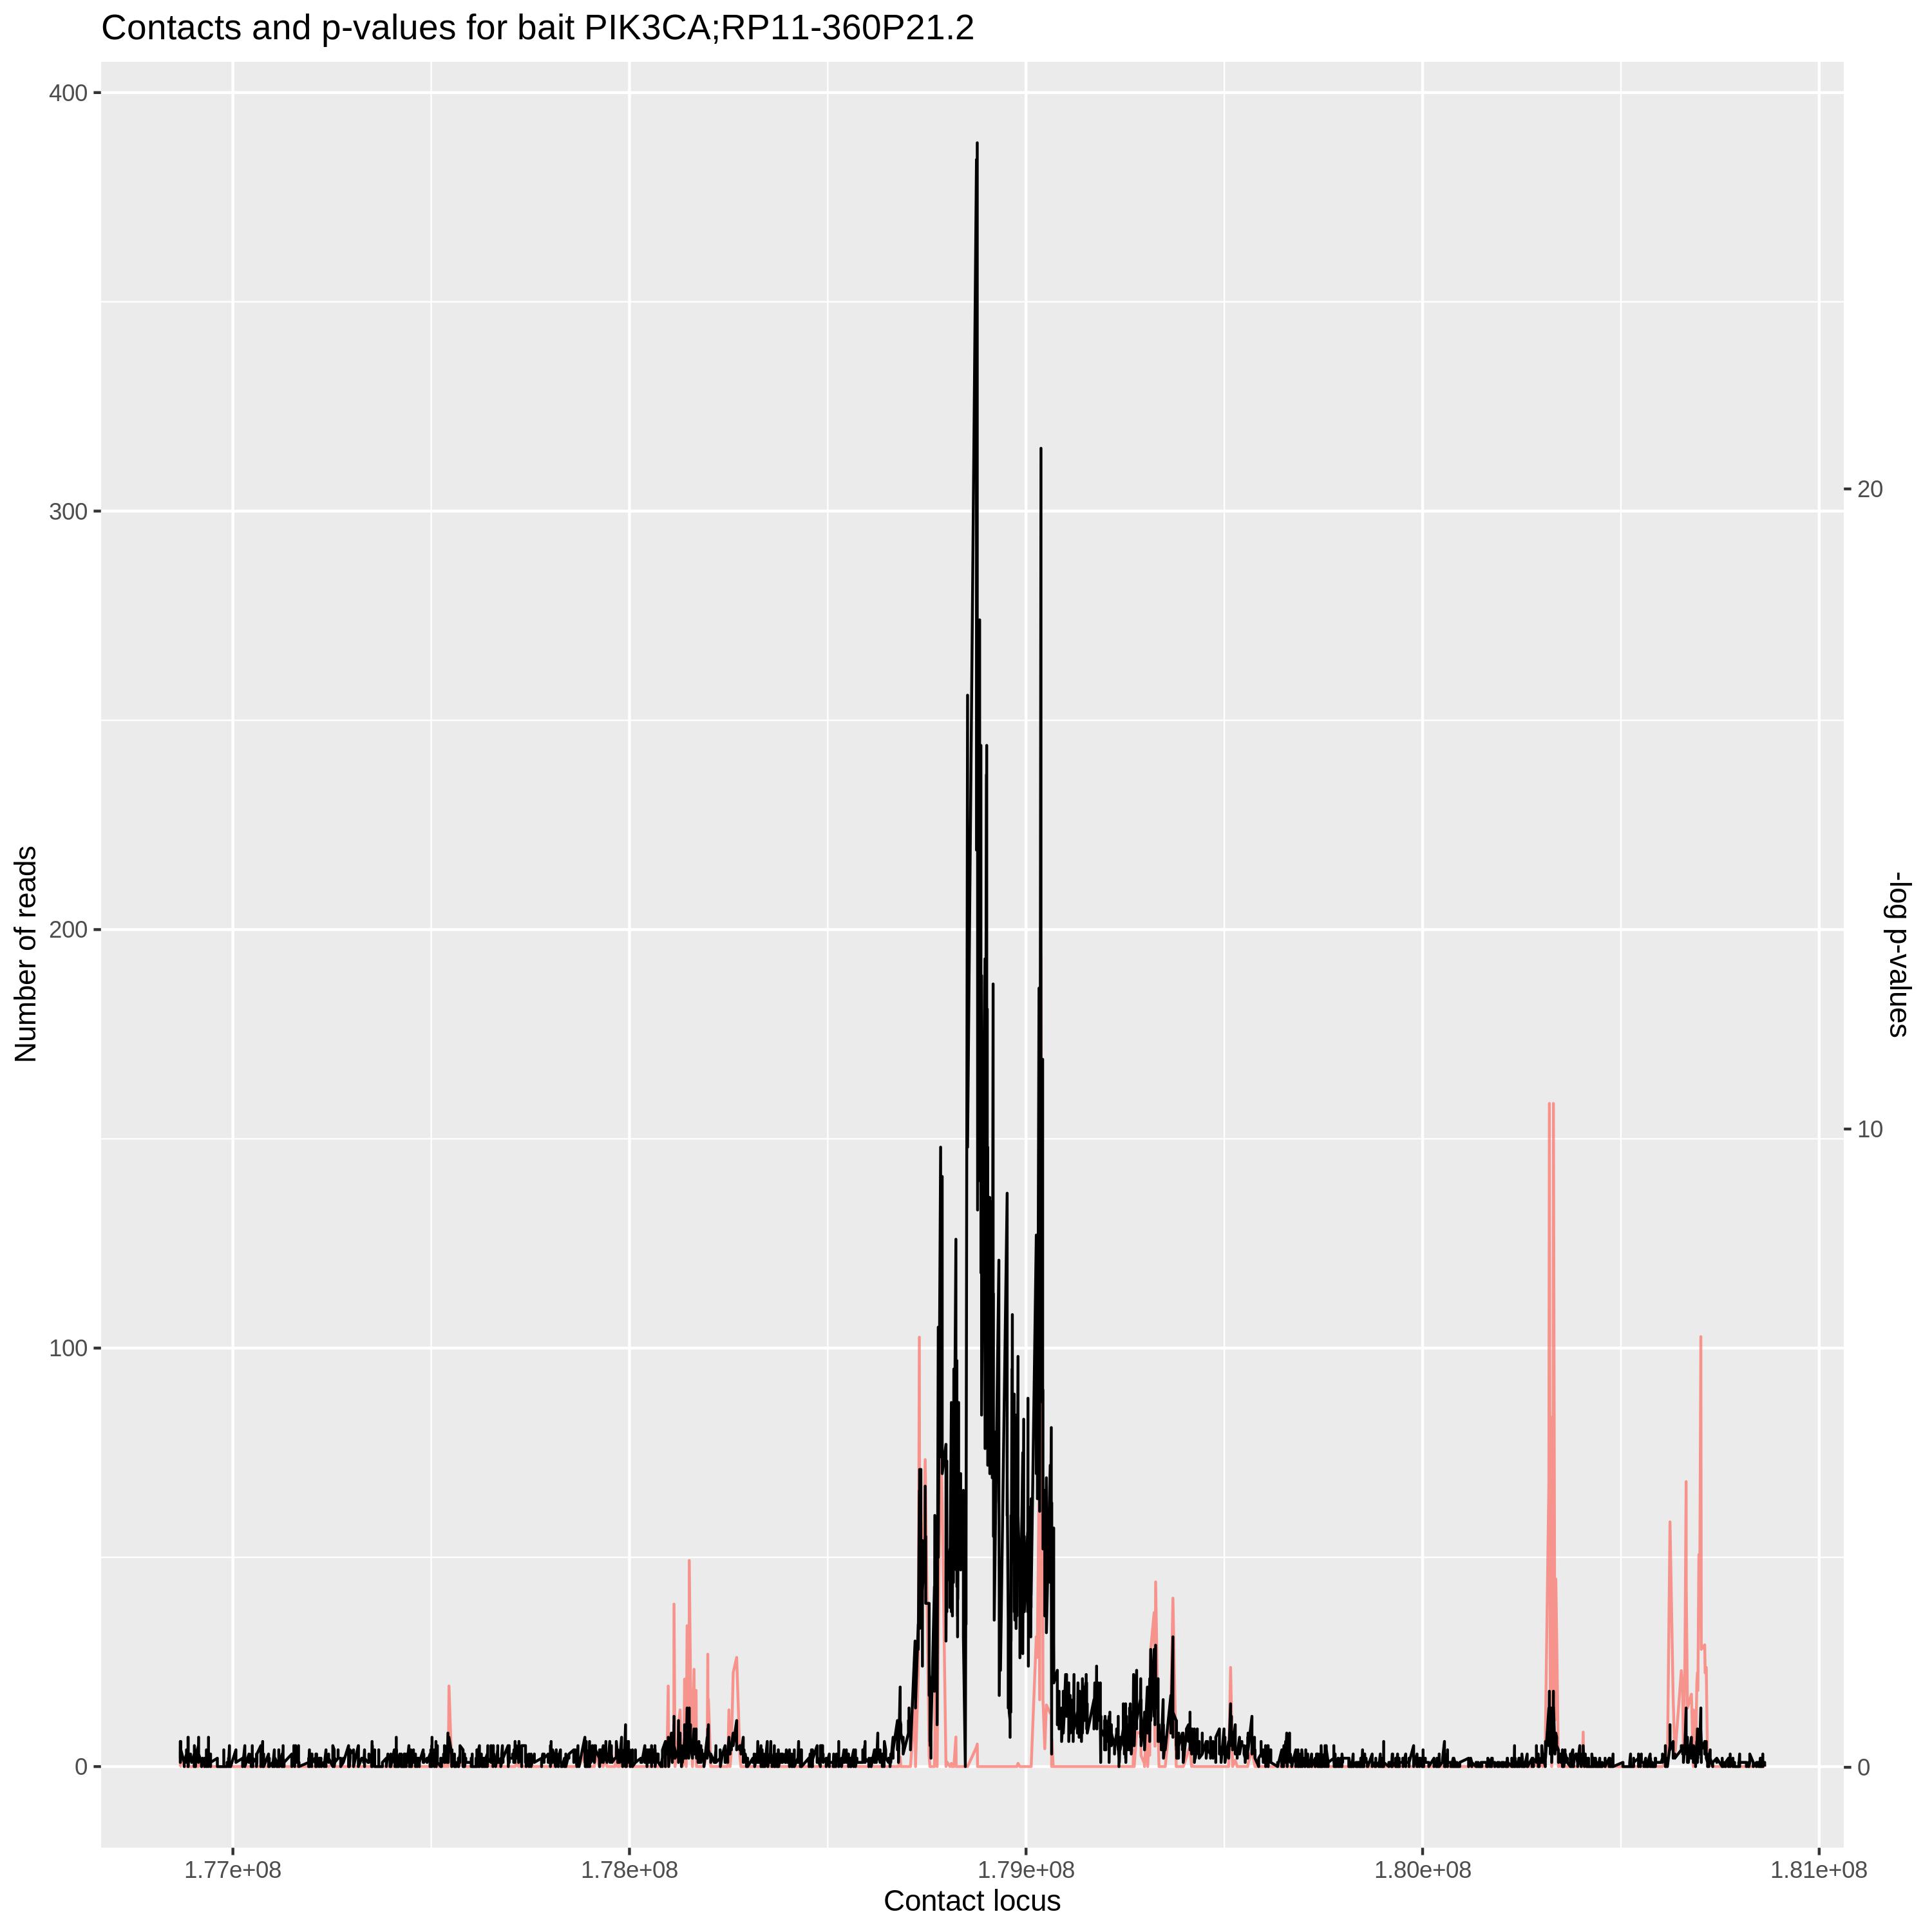 Contacts and p-values for bait PIK3CA;RP11-360P21.2
400
300
200
100
0
Number of reads
20
10
0
-log p-values
1.77e+08
1.78e+08
1.79e+08
1.80e+08
1.81e+08
Contact locus